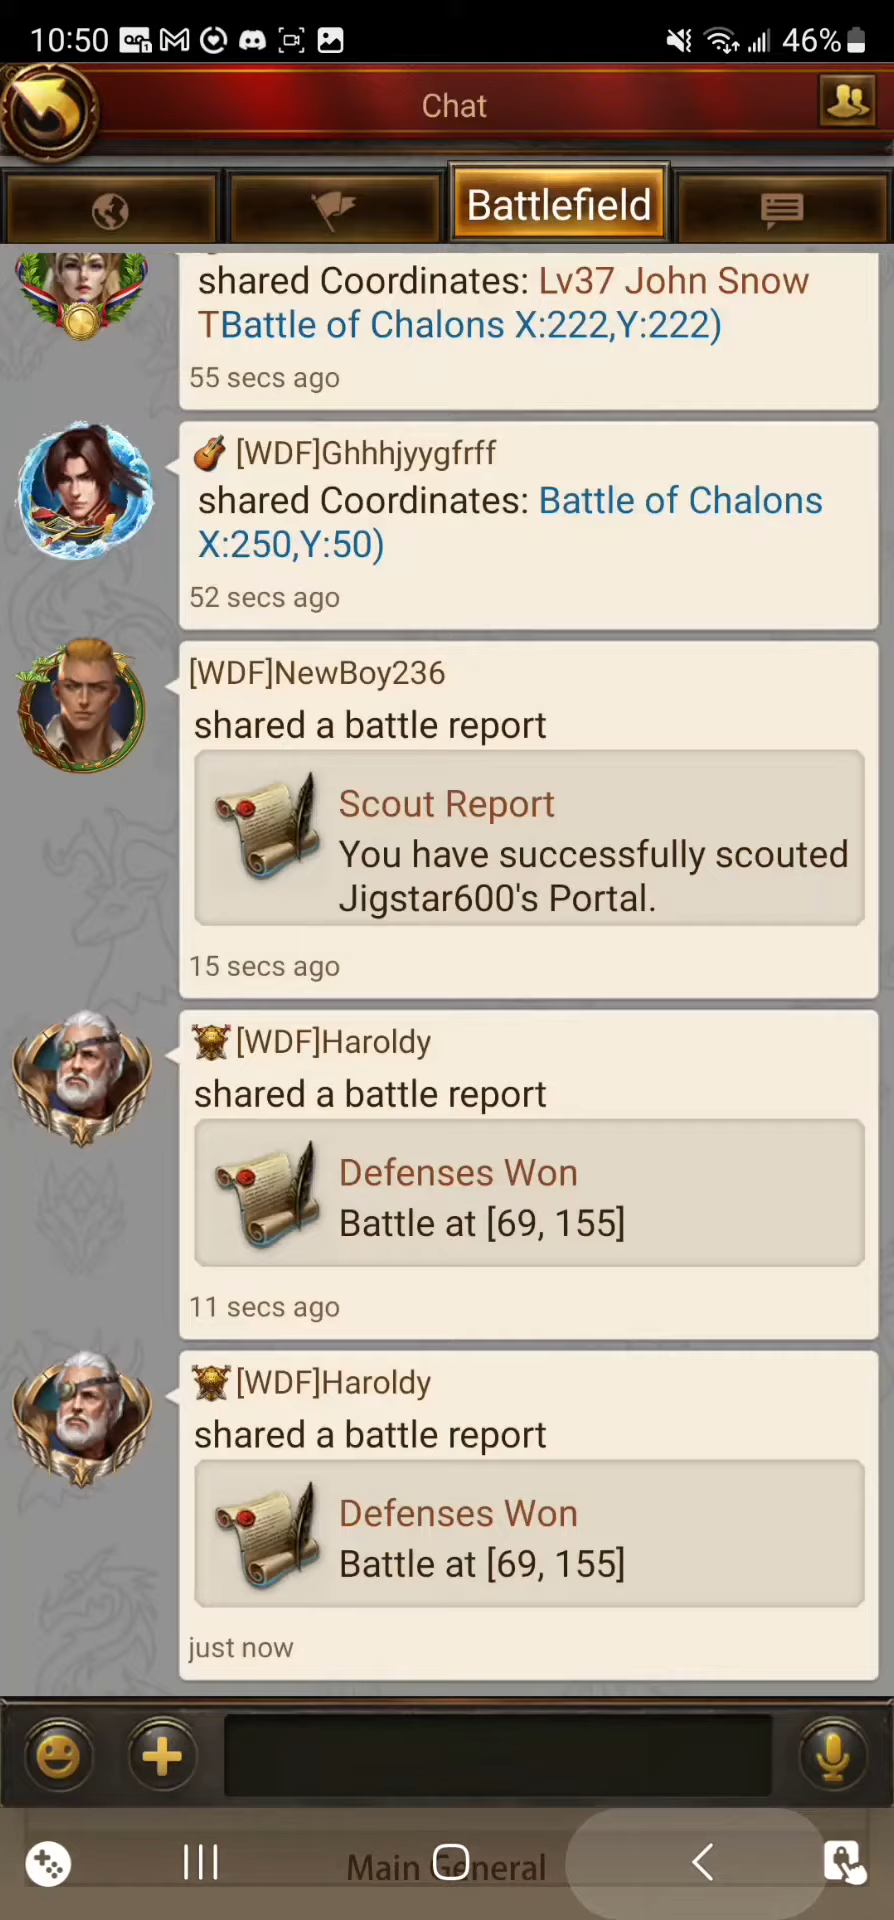 10:50
46%
Chat
Battlefield
shared Coordinates: Lv37 John Snow
TBattle of Chalons X:222,Y:222)
55 secs ago
[WDF]Ghhhjyygfrff
shared Coordinates: Battle of Chalons
X:250,Y:50)
52 secs ago
[WDF]NewBoy236
shared a battle report
Scout Report
You have successfully scouted
Jigstar600's Portal.
15 secs ago
[WDF]Haroldy
shared a battle report
Defenses Won
Battle at [69, 155]
11 secs ago
[WDF]Haroldy
shared a battle report
Defenses Won
Battle at [69, 155]
just now
Main General